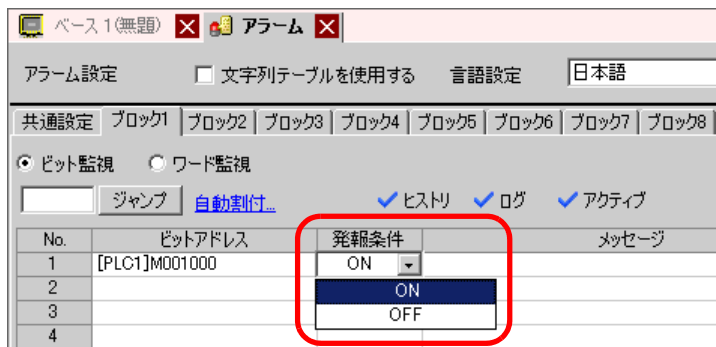 ベース 1(無題) アラーム
アラーム設定 文字列テーブルを使用する 言語設定 日本語
共通設定 ブロック1 ブロック2 ブロック3 ブロック4 ブロック5 ブロック6 ブロック7 ブロック8
ビット監視 ワード監視
ジャンプ 自動割付... ヒストリ ログ アクティブ
No. ビットアドレス 発報条件 メッセージ
1 [PLC1]M001000 ON
2 ON
3 OFF
4